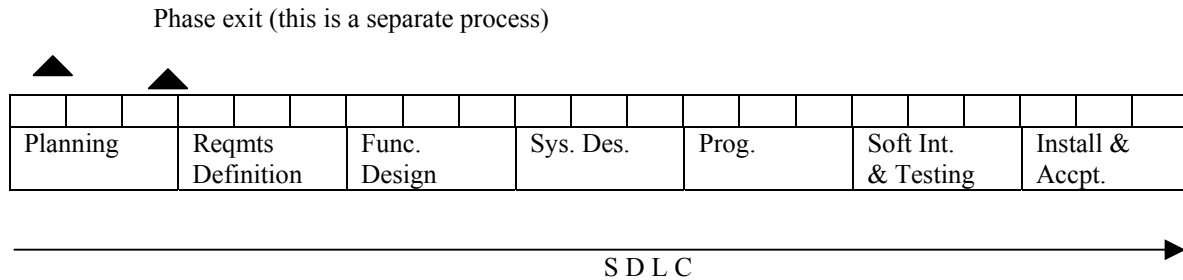 Phase exit (this is a separate process)
Planning
Reqmts
Definition
Func.
Design
Sys. Des.
Prog.
Soft Int.
& Testing
Install &
Accpt.
S D L C